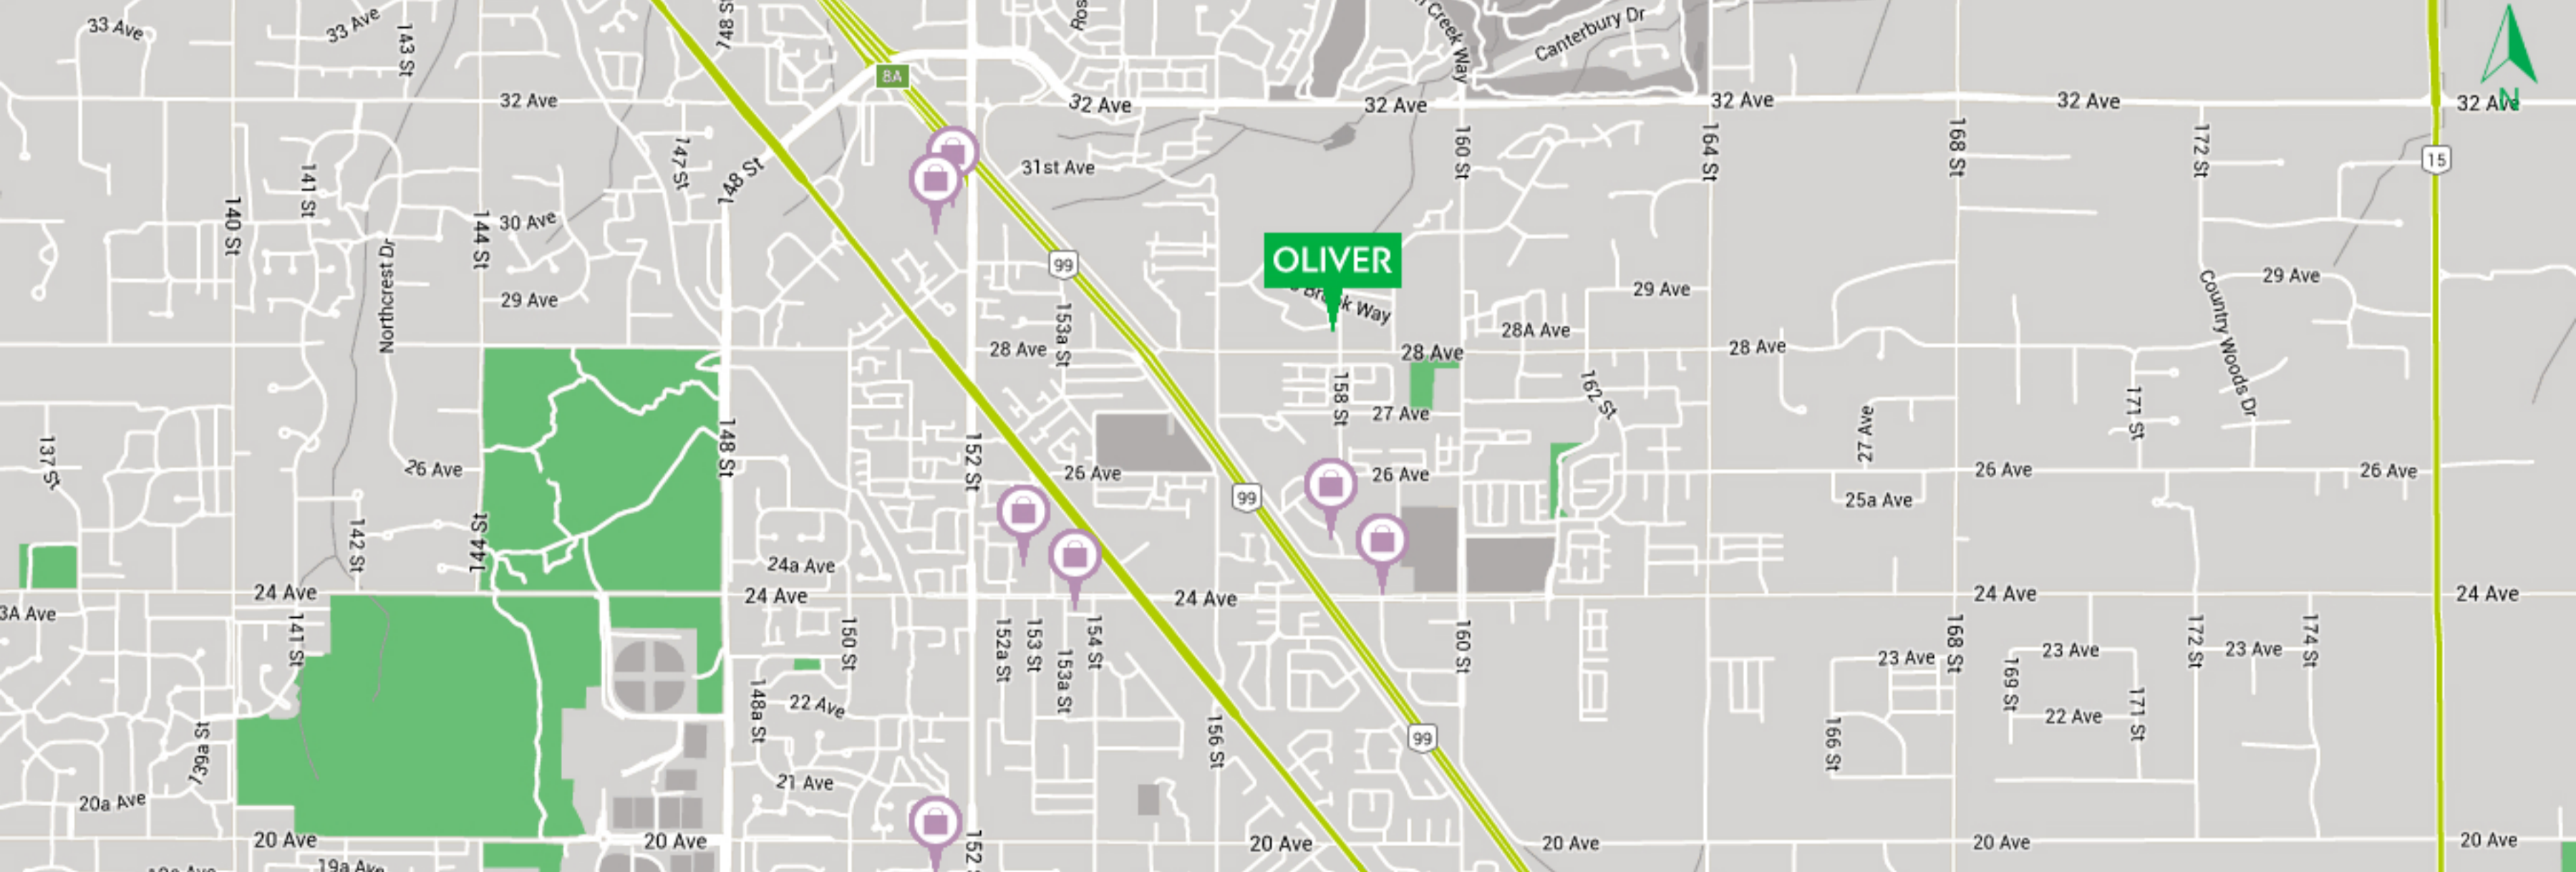 33 Ave
33 Ave
143 St
148 S
Ros
Creek Way
Canterbury Dr
N
8A
32 Ave
32 Ave
32 Ave
32 Ave
32 Ave
32 Ave
15
141 St
147 St
148 St
31st Ave
160 St
164 St
168 St
172 St
140 St
144 St
30 Ave
Northcrest Dr
29 Ave
99
OLIVER
Brook Way
29 Ave
29 Ave
Country Woods Dr
28 Ave
153a St
28 Ave
28A Ave
28 Ave
158 St
27 Ave
162 St
27 Ave
171 St
137 St
26 Ave
148 St
152 St
26 Ave
99
26 Ave
26 Ave
26 Ave
25a Ave
142 St
144 St
24a Ave
24 Ave
24 Ave
24 Ave
24 Ave
24 Ave
3A Ave
141 St
150 St
152a St
153 St
153a St
154 St
160 St
168 St
23 Ave
23 Ave
23 Ave
169 St
171 St
172 St
174 St
136a St
148a St
22 Ave
156 St
99
166 St
22 Ave
20a Ave
21 Ave
20 Ave
20 Ave
152
20 Ave
20 Ave
20 Ave
20 Ave
19a Ave